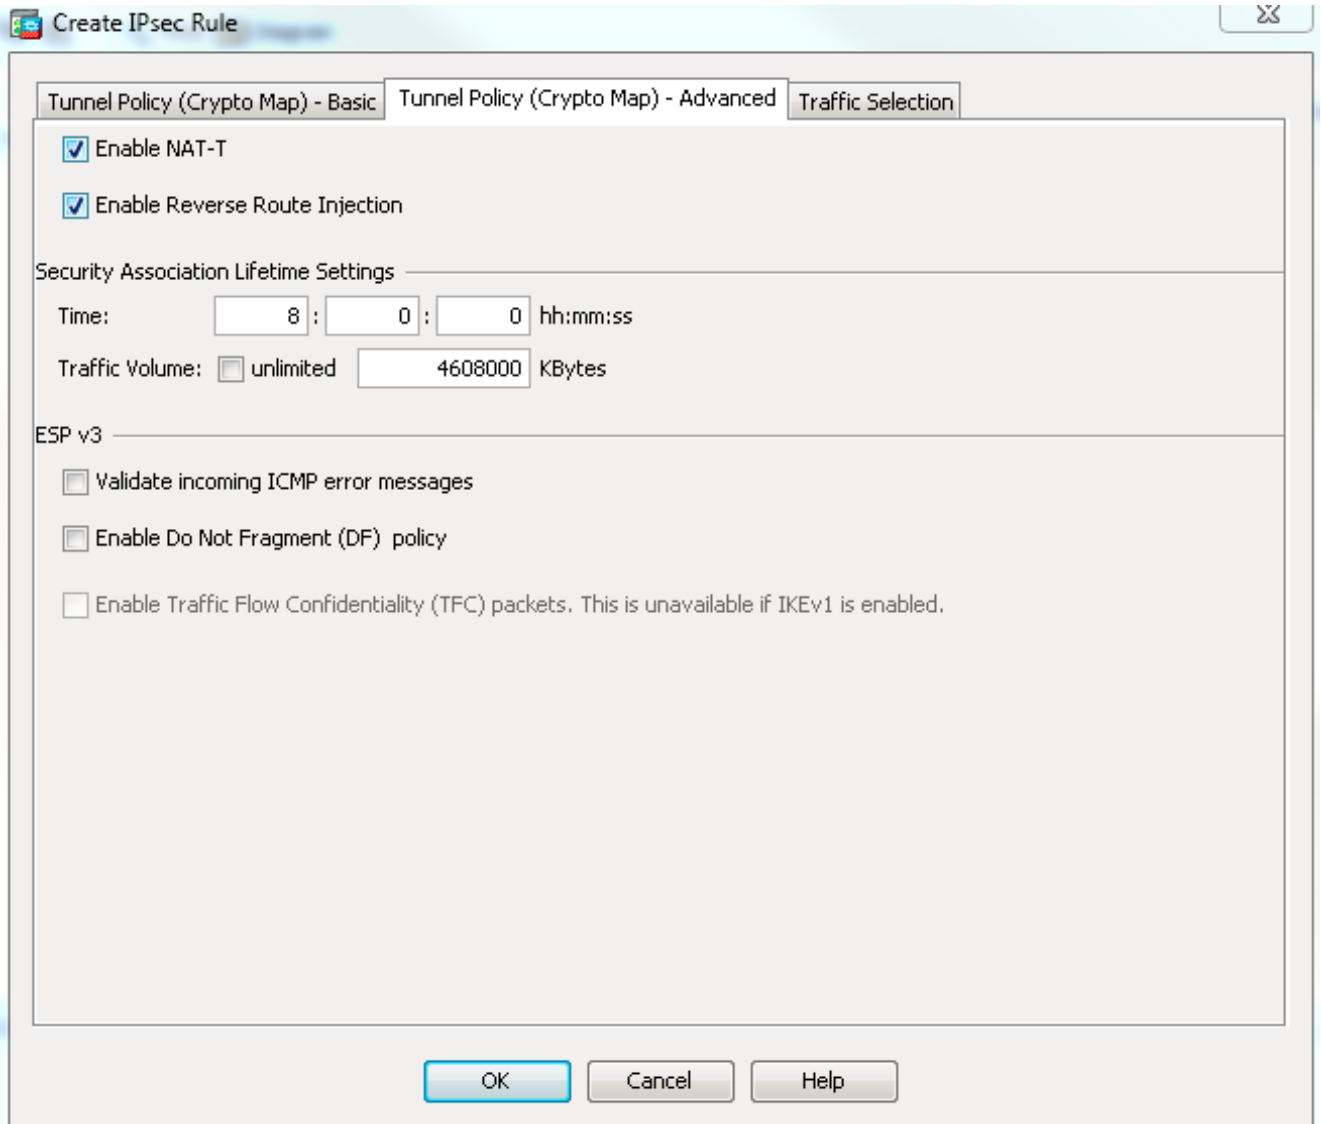 Create IPsec Rule
Tunnel Policy (Crypto Map) - Basic Tunnel Policy (Crypto Map) - Advanced Traffic Selection
Enable NAT-T
Enable Reverse Route Injection
Security Association Lifetime Settings
Time: 8 : 0 : 0 hh:mm:ss
Traffic Volume: unlimited 4608000 KBytes
ESP v3
Validate incoming ICMP error messages
Enable Do Not Fragment (DF) policy
Enable Traffic Flow Confidentiality (TFC) packets. This is unavailable if IKEv1 is enabled.
OK Cancel Help